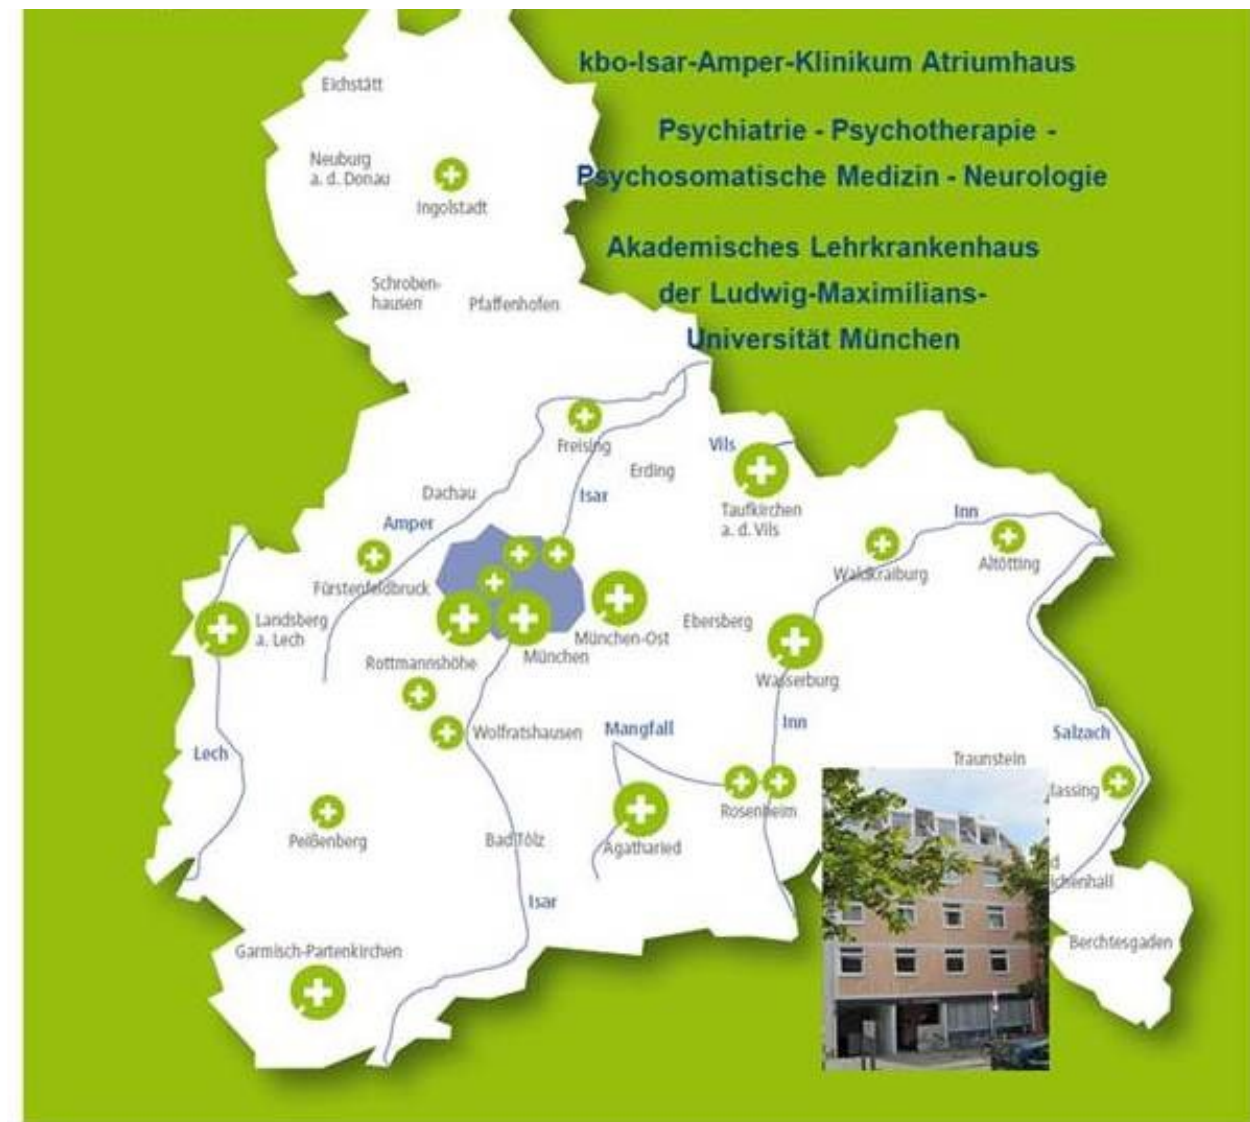 kbo-Isar-Amper-Klinikum Atriumhaus
Psychiatrie - Psychotherapie -
Psychosomatische Medizin - Neurologie
Akademisches Lehrkrankenhaus
der Ludwig-Maximilians-
Universität München
Eichstätt
Neuburg
a. d. Donau
Ingolstadt
Schroben-
hausen
Pfaffenhofen
Freising
Erding
Vils
Taufkirchen
a. d. Vils
Dachau
Isar
Amper
Inn
Altötting
Waldkraiburg
Fürstenfeldbruck
Landsberg
a. Lech
Ebersberg
München-Ost
München
Rottmannshöhe
Wasserburg
Wolfratshausen
Mangfall
Inn
Salzach
Lech
Traunstein
lassing
Rosenheim
Peißenberg
Bad Tölz
Agatharied
d
ichenhall
Isar
Berchtesgaden
Garmisch-Partenkirchen